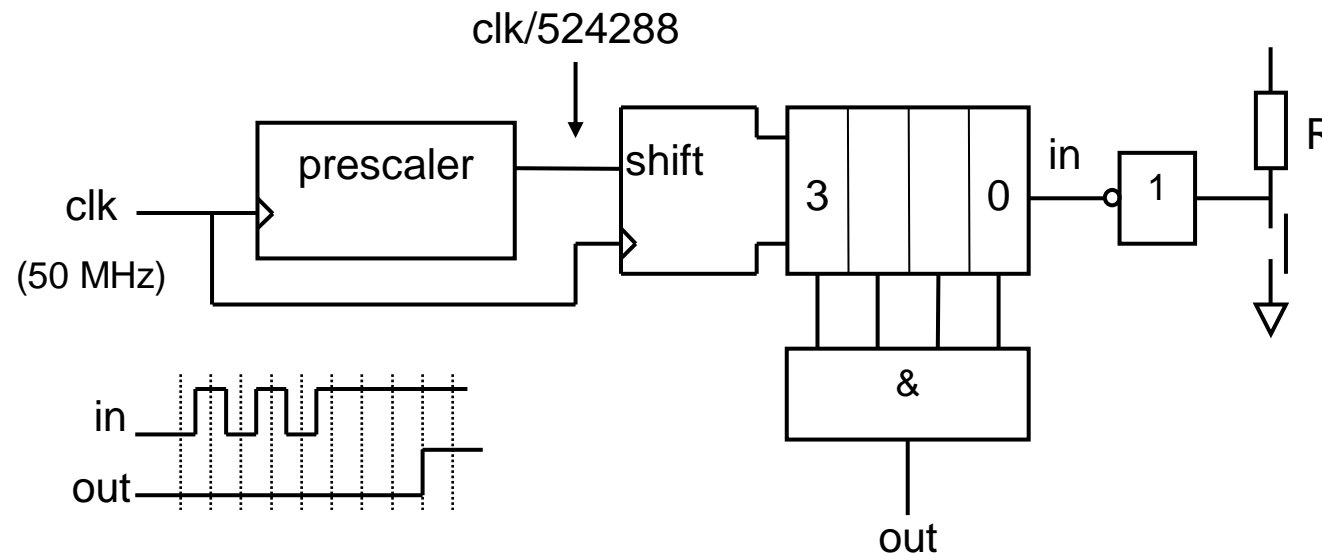 clk/524288
prescaler
shift
in
R
clk
3
0
1
(50 MHz)
&
in
out
out